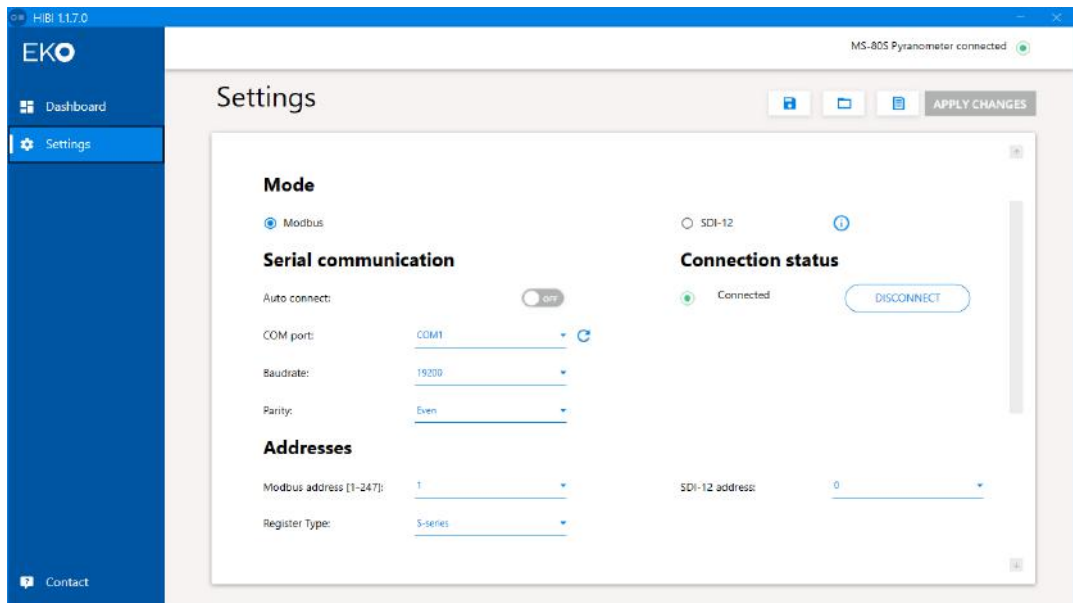 HIBI 1.1.7.0
EKO
MS-80S Pyranometer connected
Dashboard
Settings
Settings
APPLY CHANGES
Mode
Modbus
SDI-12
Serial communication
Connection status
Auto connect:
OFF
Connected
DISCONNECT
COM port:
COM1
Baudrate:
19200
Parity:
Even
Addresses
Modbus address [1-247]:
1
SDI-12 address:
0
Register Type:
S-series
Contact